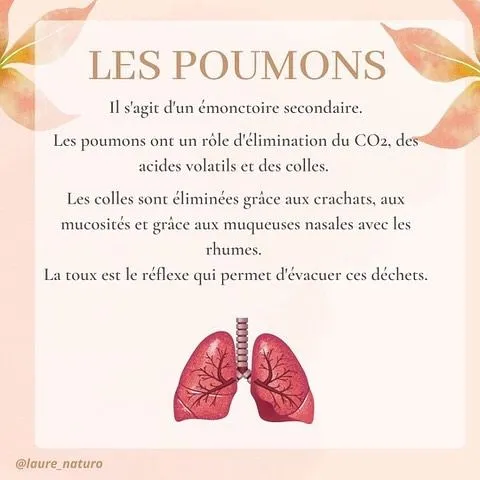 LES POUMONS
Il s'agit d'un émonctoire secondaire.
Les poumons ont un rôle d'élimination du CO2, des
acides volatils et des colles.
Les colles sont éliminées grâce aux crachats, aux
mucosités et grâce aux muqueuses nasales avec les
rhumes.
La toux est le réflexe qui permet d'évacuer ces déchets.
@laure_naturo